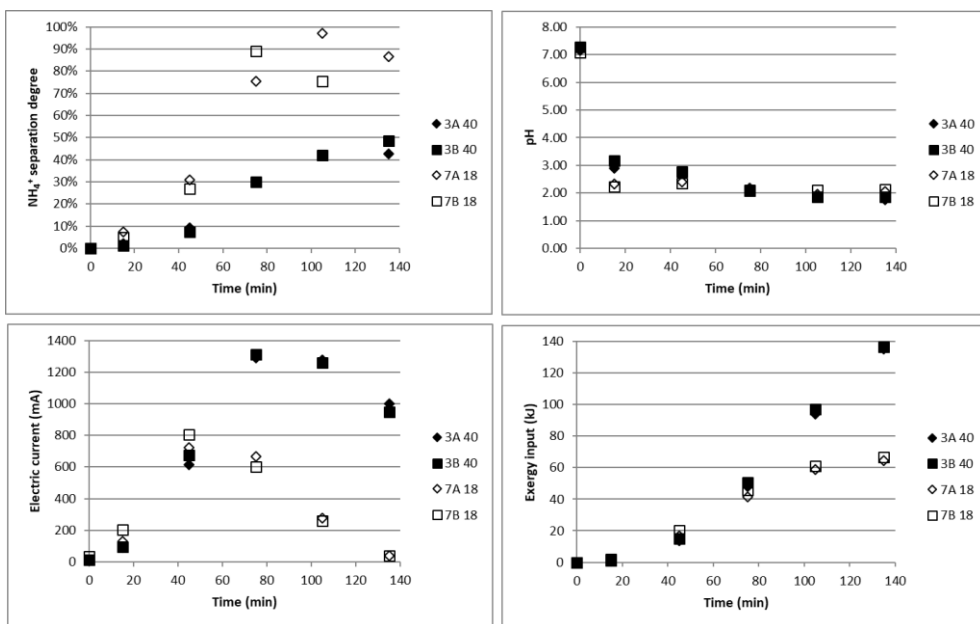 NH₄⁺ separation degree
100%
90%
80%
70%
60%
50%
40%
30%
20%
10%
0%
0 20 40 60 80 100 120 140
Time (min)
3A 40
3B 40
7A 18
7B 18
pH
8.00
7.00
6.00
5.00
4.00
3.00
2.00
1.00
0.00
0 20 40 60 80 100 120 140
Time (min)
3A 40
3B 40
7A 18
7B 18
Electric current (mA)
1400
1200
1000
800
600
400
200
0
0 20 40 60 80 100 120 140
Time (min)
3A 40
3B 40
7A 18
7B 18
Exergy input (kJ)
140
120
100
80
60
40
20
0
0 20 40 60 80 100 120 140
Time (min)
3A 40
3B 40
7A 18
7B 18